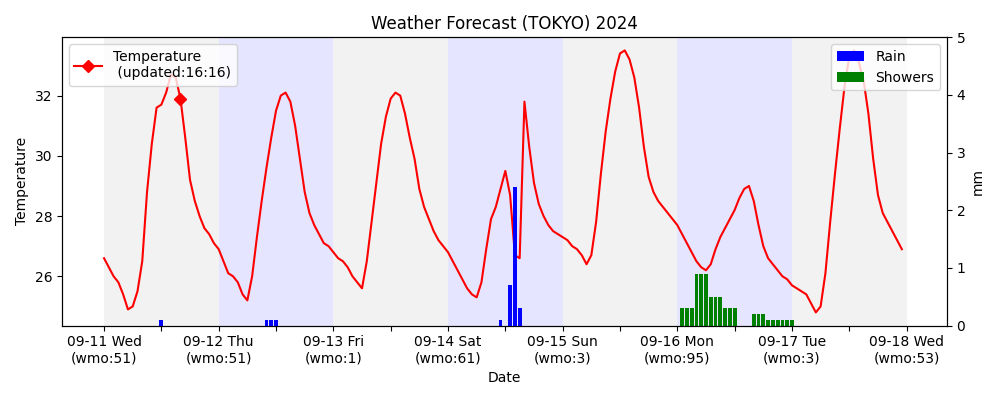 Weather Forecast (TOKYO) 2024
Temperature
(updated:16:16)
Rain
Showers
Temperature
32
30
28
26
5
4
3
2
1
0
mm
09-11 Wed
(wmo:51)
09-12 Thu
(wmo:51)
09-13 Fri
(wmo:1)
09-14 Sat
(wmo:61)
09-15 Sun
(wmo:3)
09-16 Mon
(wmo:95)
09-17 Tue
(wmo:3)
09-18 Wed
(wmo:53)
Date